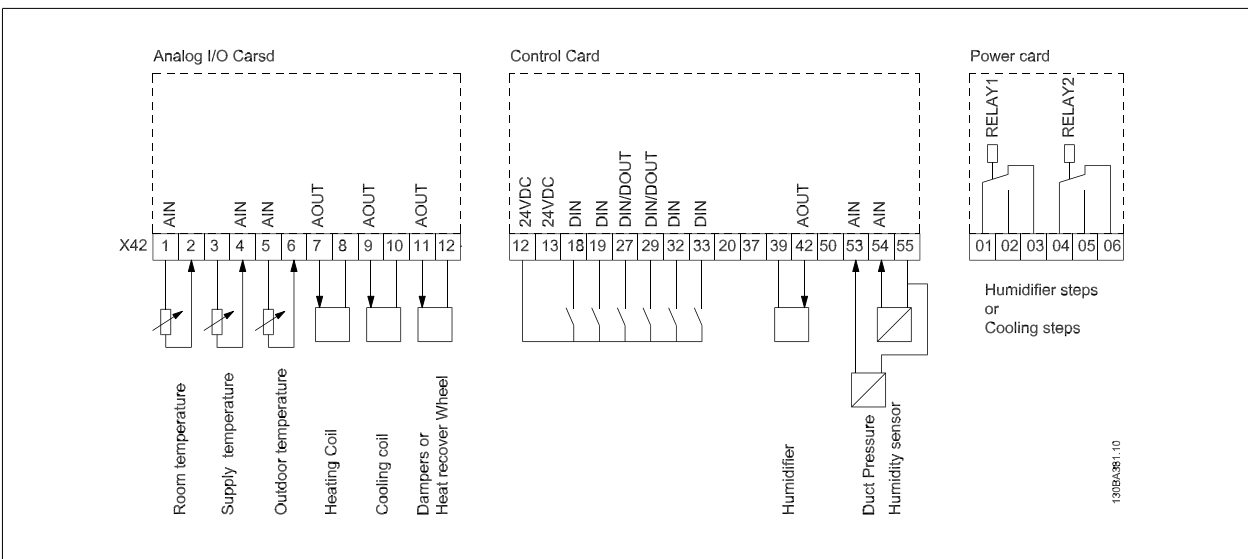 Analog I/O Carsd
Control Card
Power card
AIN
AIN
AIN
AOUT
AOUT
AOUT
24VDC
24VDC
DIN
DIN
DIN/DOUT
DIN/DOUT
DIN
DIN
AOUT
AIN
AIN
RELAY1
RELAY2
X42
1 2 3 4 5 6 7 8 9 10 11 12
12 13 18 19 27 29 32 33 20 37 39 42 50 53 54 55
01 02 03 04 05 06
Humidifier steps
or
Cooling steps
Room temperature
Supply temperature
Outdoor temperature
Heating Coil
Cooling coil
Dampers or
Heat recover Wheel
Humidifier
Duct Pressure
Humidity sensor
130BA381.10